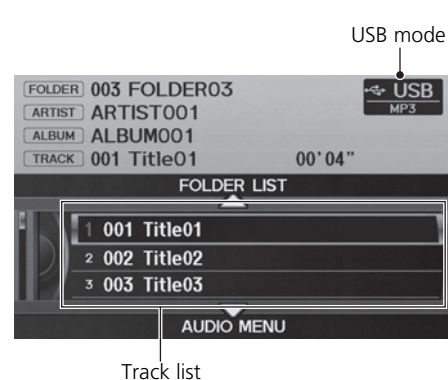 USB mode
FOLDER 003 FOLDER03
USB
ARTIST ARTIST001
MP3
ALBUM ALBUM001
TRACK 001 Title01 00'04"
FOLDER LIST
1 001 Title01
2 002 Title02
3 003 Title03
AUDIO MENU
Track list